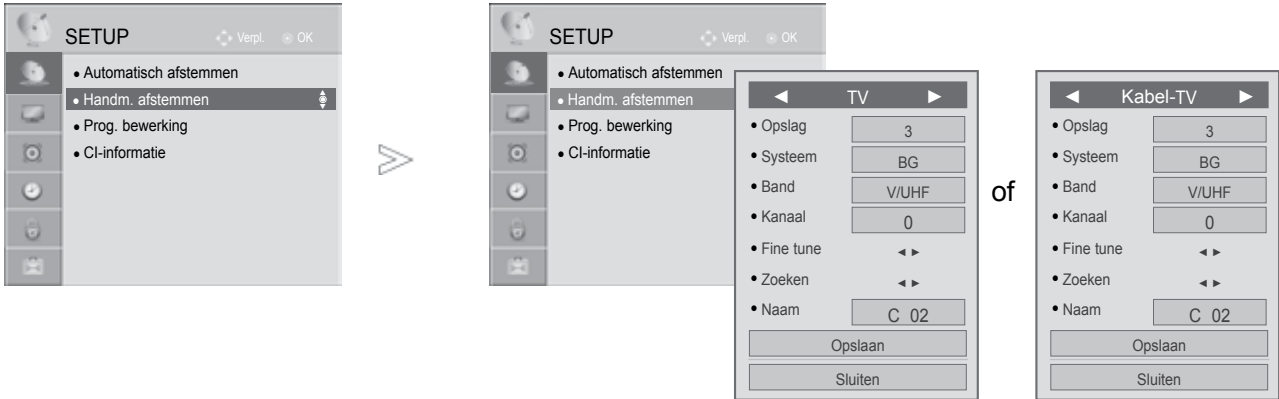 SETUP Verpl. OK
• Automatisch afstemmen
• Handm. afstemmen
• Prog. bewerking
• CI-informatie
SETUP Verpl. OK
• Automatisch afstemmen
• Handm. afstemmen
• Prog. bewerking
• CI-informatie
◄ TV ►
• Opslag 3
• Systeem BG
• Band V/UHF
• Kanaal 0
• Fine tune ◄ ►
• Zoeken ◄ ►
• Naam C 02
Opslaan
Sluiten
of
◄ Kabel-TV ►
• Opslag 3
• Systeem BG
• Band V/UHF
• Kanaal 0
• Fine tune ◄ ►
• Zoeken ◄ ►
• Naam C 02
Opslaan
Sluiten